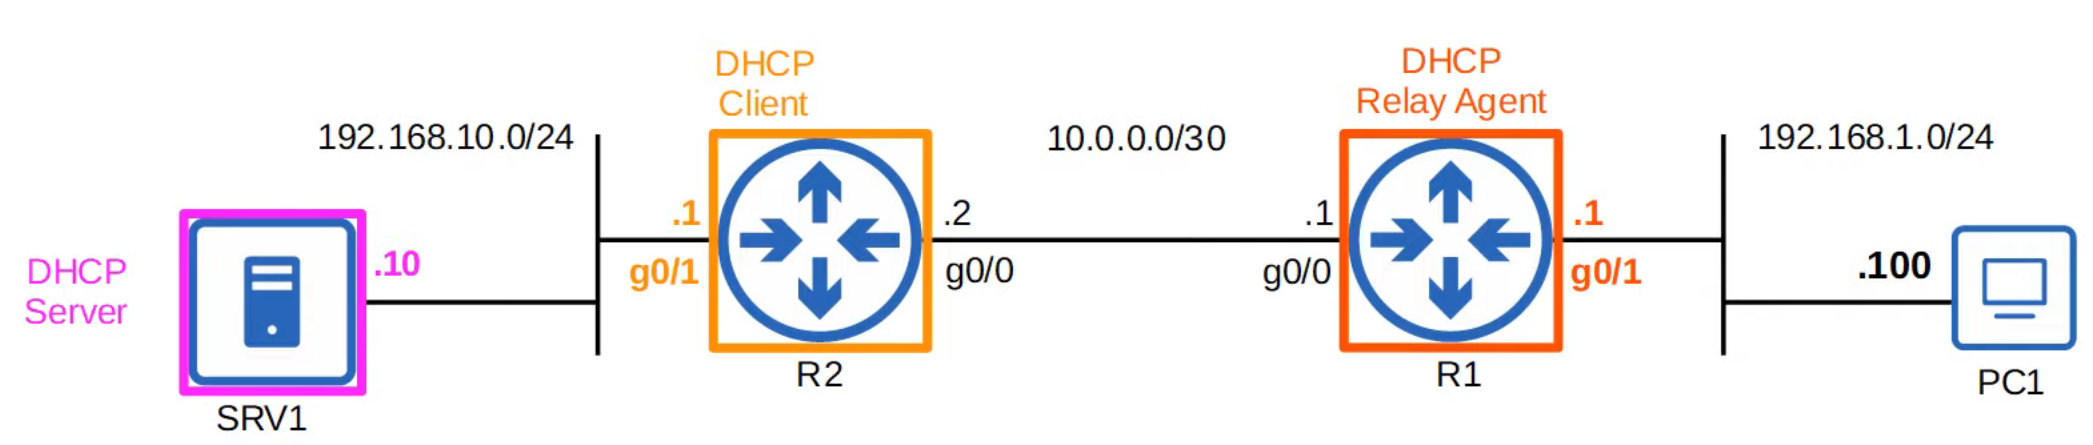 DHCP
Server
.10
SRV1
192.168.10.0/24
DHCP
Client
.1
g0/1
R2
.2
g0/0
10.0.0.0/30
.1
g0/0
DHCP
Relay Agent
R1
.1
g0/1
192.168.1.0/24
.100
PC1